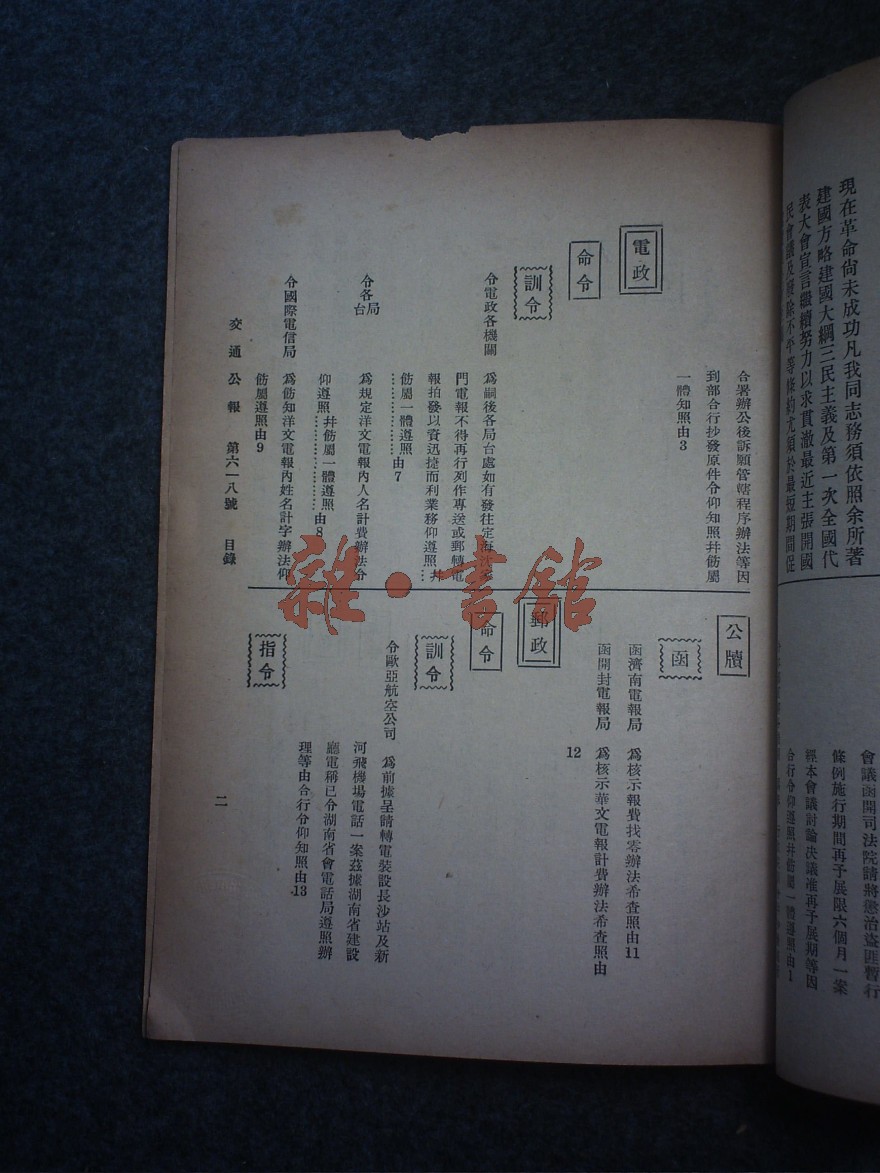 現在革命尚未成功凡我同志務須依照余所著
建國方略建國大綱三民主義及第一次全國代
表大會宣言繼續努力以求貫澈最近主張開國
民會議及廢除不平等條約尤須於最短期間促
會議函開司法院請將懲治盜匪暫行
條例施行期間再予展限六個月一案
經本會議討論决議准再予展期等因
合行令仰遵照幷飭屬一體遵照由1
合署辦公後訴願管轄程序辦法等因
到部合行抄發原件令仰知照幷飭屬
一體知照由3
電政
命令
訓令
令電政各機關 爲嗣後各局台處如有發往定海沈家
門電報不得再行列作專送或郵轉電
報拍發以資迅捷而利業務仰遵照幷…
飭屬一體遵照
…………由7
令各局台 爲規定洋文電報內人名計費辦法令
仰遵照幷飭屬一體遵照…………由8
令國際電信局 爲飭知洋文電報內姓名計字辦法仰
飭屬遵照由9
公牘
函
函濟南電報局 爲核示報費找零辦法希查照由11
函開封電報局 爲核示華文電報計費辦法希查照由
12
郵政
命令
訓令
令歐亞航空公司 爲前據呈請轉電裝設長沙站及新
河飛機場電話一案茲據湖南省建設
廳電稱已令湖南省會電話局遵照辦
理等由合行令仰知照由13
指令
交通公報 第六一八號 目錄
二
雜·書館